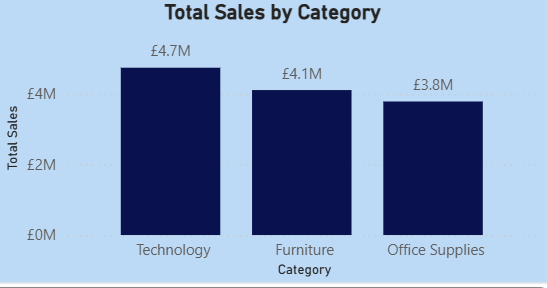 Total Sales by Category
£4.7M
£4.1M
£3.8M
£4M
£2M
£0M
Total Sales
Technology Furniture Office Supplies
Category